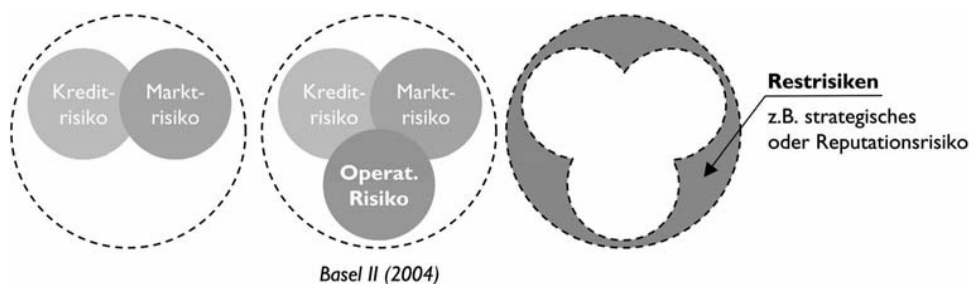 Kredit-
risiko
Markt-
risiko
Kredit-
risiko
Markt-
risiko
Operat.
Risiko
Restrisiken
z.B. strategisches
oder Reputationsrisiko
Basel II (2004)